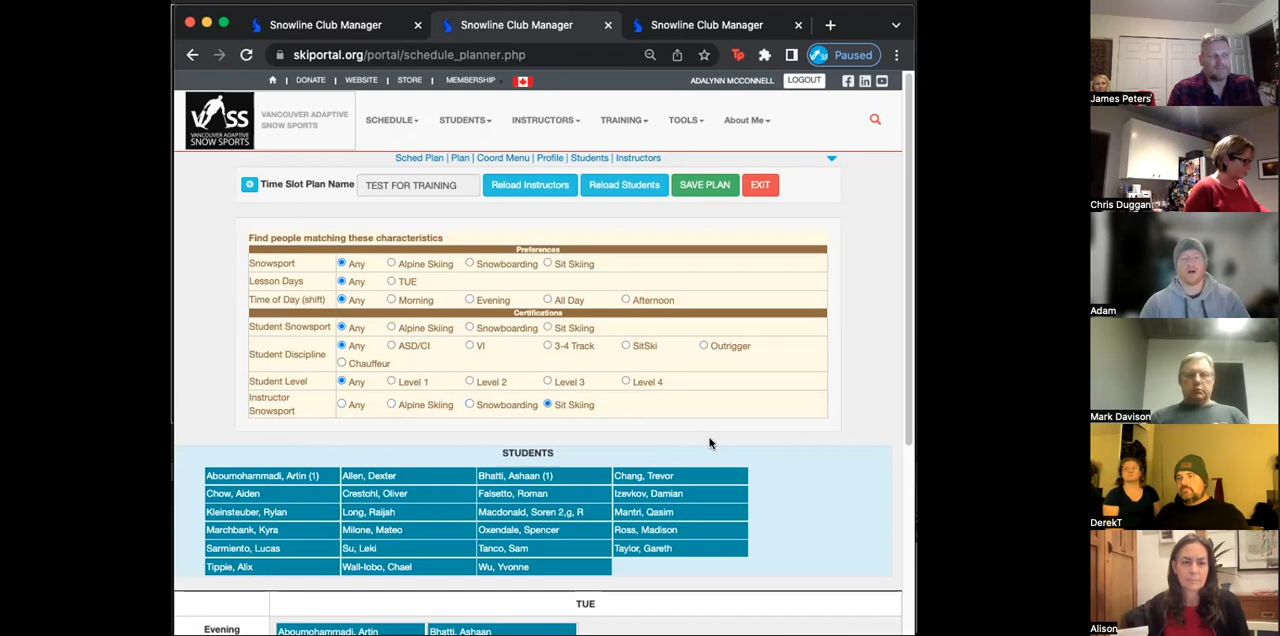 Snowline Club Manager
Snowline Club Manager
Snowline Club Manager
skiportal.org/portal/schedule_planner.php
Tp
Paused
| DONATE | WEBSITE | STORE | MEMBERSHIP
ADALYNN MCCONNELL LOGOUT
VASS
VANCOUVER ADAPTIVE
SNOW SPORTS
VANCOUVER ADAPTIVE
SNOW SPORTS
SCHEDULE STUDENTS INSTRUCTORS TRAINING TOOLS About Me
Sched Plan | Plan | Coord Menu | Profile | Students | Instructors
Time Slot Plan Name TEST FOR TRAINING Reload Instructors Reload Students SAVE PLAN EXIT
Find people matching these characteristics
Preferences
Snowsport Any Alpine Skiing Snowboarding Sit Skiing
Lesson Days Any TUE
Time of Day (shift) Any Morning Evening All Day Afternoon
Certifications
Student Snowsport Any Alpine Skiing Snowboarding Sit Skiing
Student Discipline Any ASD/CI VI 3-4 Track SitSki Outrigger
Chauffeur
Student Level Any Level 1 Level 2 Level 3 Level 4
Instructor Snowsport Any Alpine Skiing Snowboarding Sit Skiing
STUDENTS
Aboumohammadi, Artin (1) Allen, Dexter Bhatti, Ashaan (1) Chang, Trevor
Chow, Aiden Crestohl, Oliver Falsetto, Roman Izevkov, Damian
Kleinsteuber, Rylan Long, Raijah Macdonald, Soren 2,g, R Mantri, Qasim
Marchbank, Kyra Milone, Mateo Oxendale, Spencer Ross, Madison
Sarmiento, Lucas Su, Leki Tanco, Sam Taylor, Gareth
Tippie, Alix Wall-lobo, Chael Wu, Yvonne
TUE
Evening Aboumohammadi, Artin Bhatti, Ashaan
James Peters
Chris Duggan
Adam
Mark Davison
DerekT
Alison